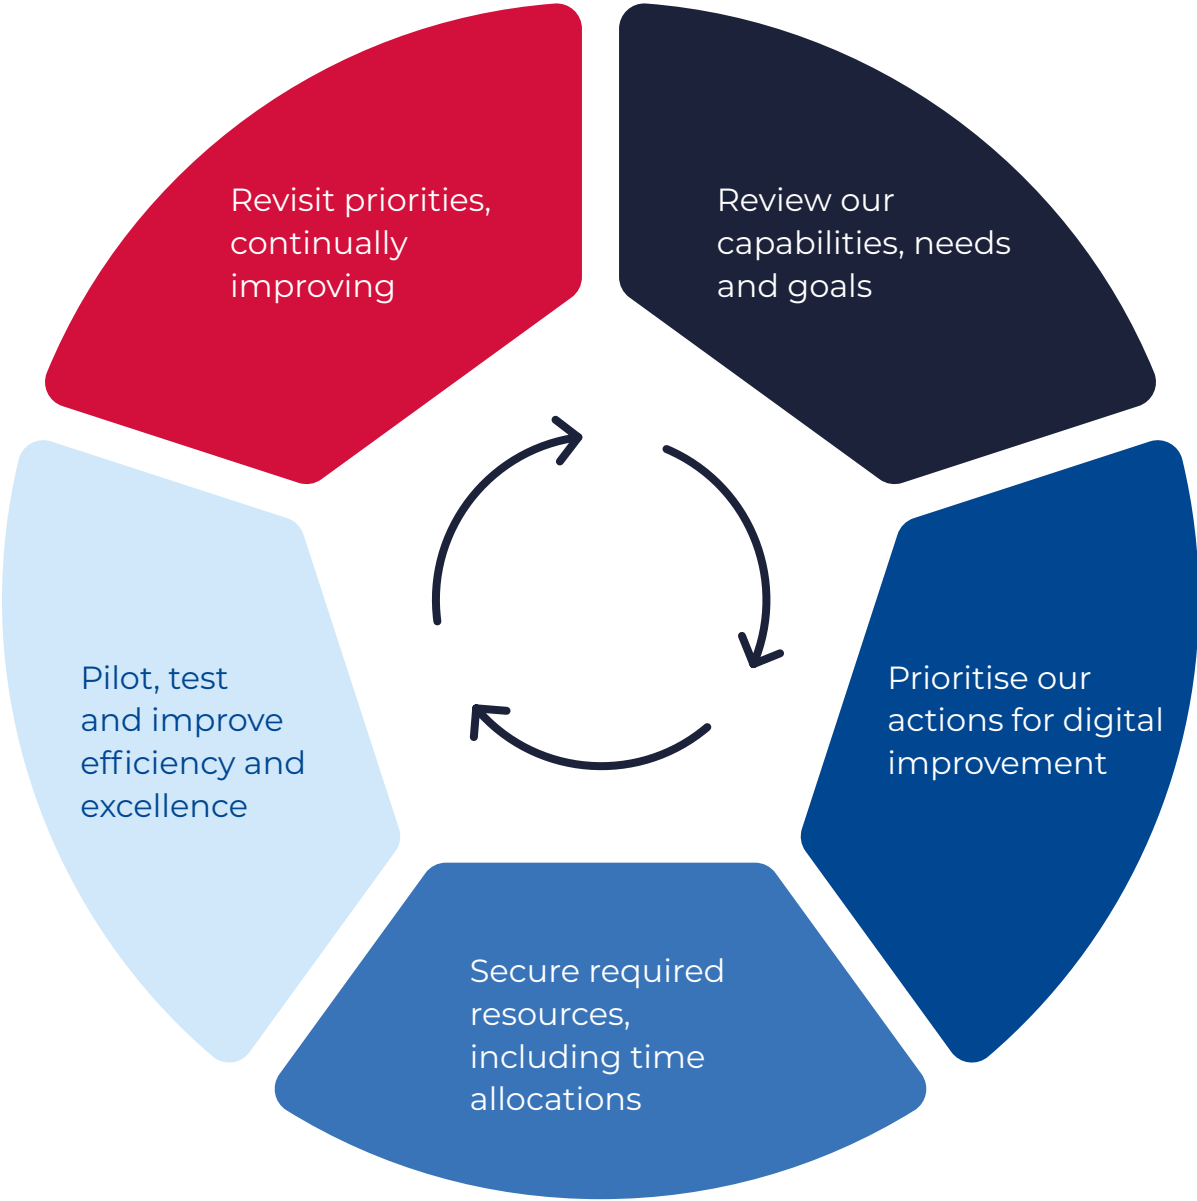 Revisit priorities,
continually
improving
Review our
capabilities, needs
and goals
Prioritise our
actions for digital
improvement
Secure required
resources,
including time
allocations
Pilot, test
and improve
efficiency and
excellence